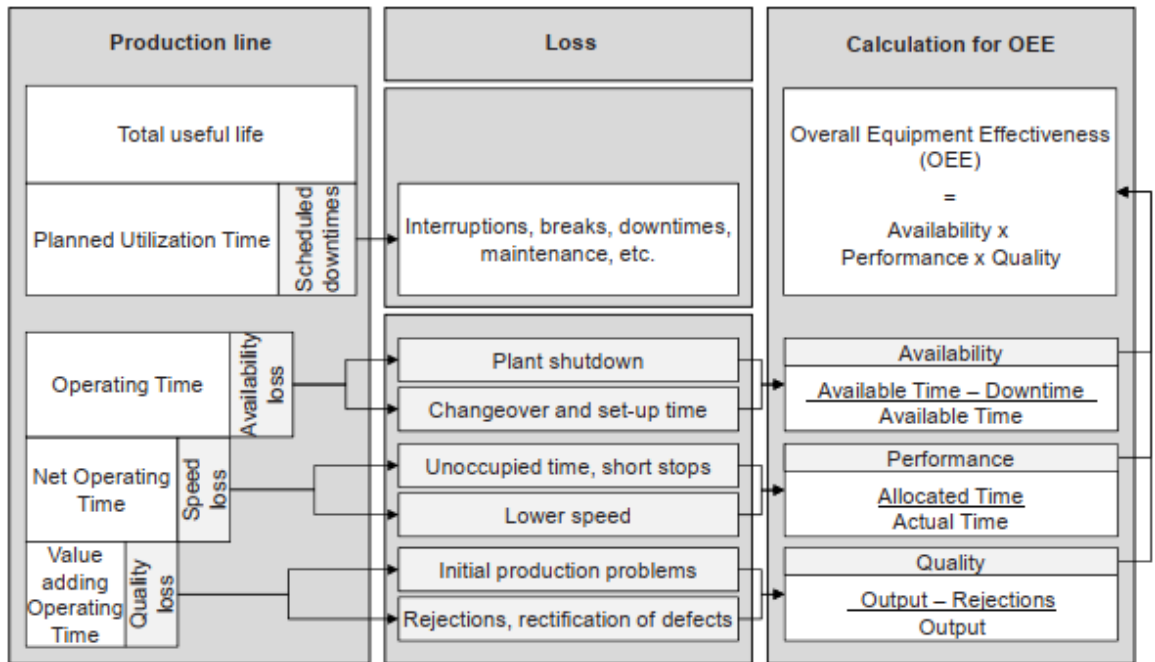 Production line
Loss
Calculation for OEE
Total useful life
Planned Utilization Time
Scheduled
downtimes
Interruptions, breaks, downtimes,
maintenance, etc.
Overall Equipment Effectiveness
(OEE)
=
Availability x
Performance x Quality
Operating Time
Availability
loss
Plant shutdown
Changeover and set-up time
Availability
Available Time – Downtime
Available Time
Net Operating
Time
Speed
loss
Unoccupied time, short stops
Lower speed
Performance
Allocated Time
Actual Time
Value
adding
Operating
Time
Quality
loss
Initial production problems
Rejections, rectification of defects
Quality
Output – Rejections
Output